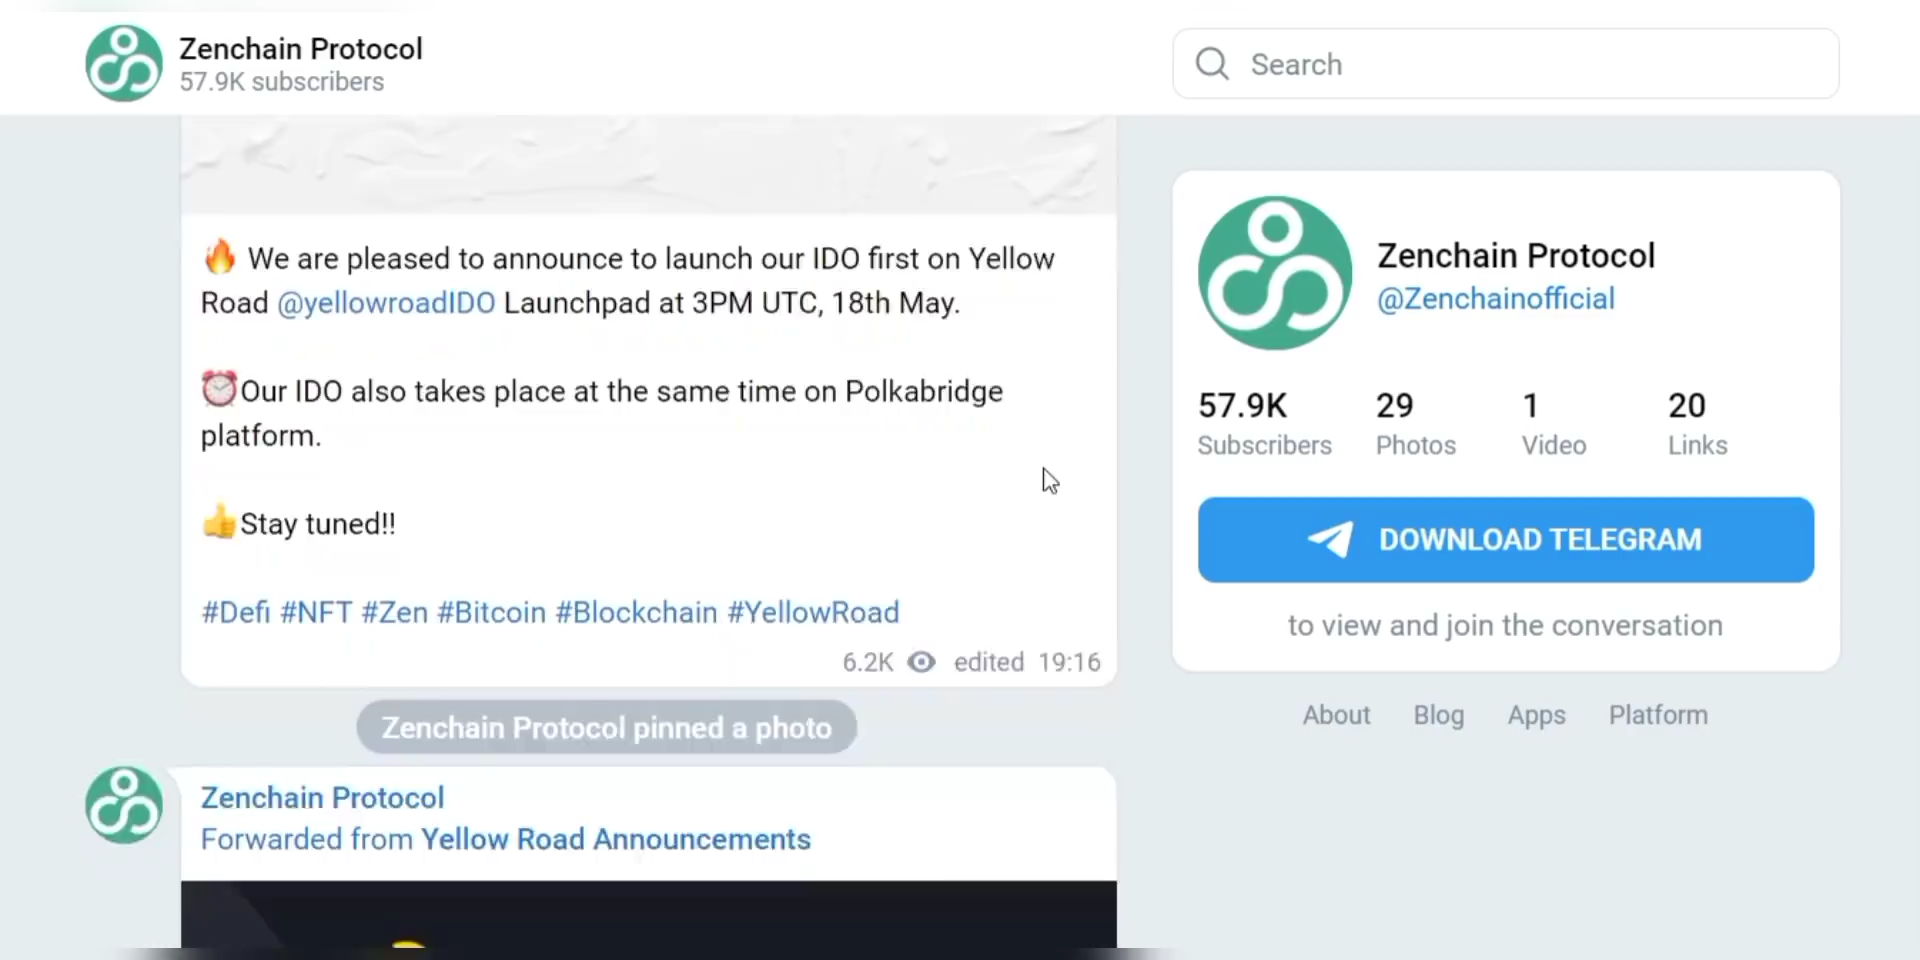 Zenchain Protocol
57.9K subscribers
Search
🔥 We are pleased to announce to launch our IDO first on Yellow
Road @yellowroadIDO Launchpad at 3PM UTC, 18th May.
⏰Our IDO also takes place at the same time on Polkabridge
platform.
👍Stay tuned!!
#Defi #NFT #Zen #Bitcoin #Blockchain #YellowRoad
6.2K edited 19:16
Zenchain Protocol pinned a photo
Zenchain Protocol
Forwarded from Yellow Road Announcements
Zenchain Protocol
@Zenchainofficial
57.9K 29 1 20
Subscribers Photos Video Links
DOWNLOAD TELEGRAM
to view and join the conversation
About Blog Apps Platform